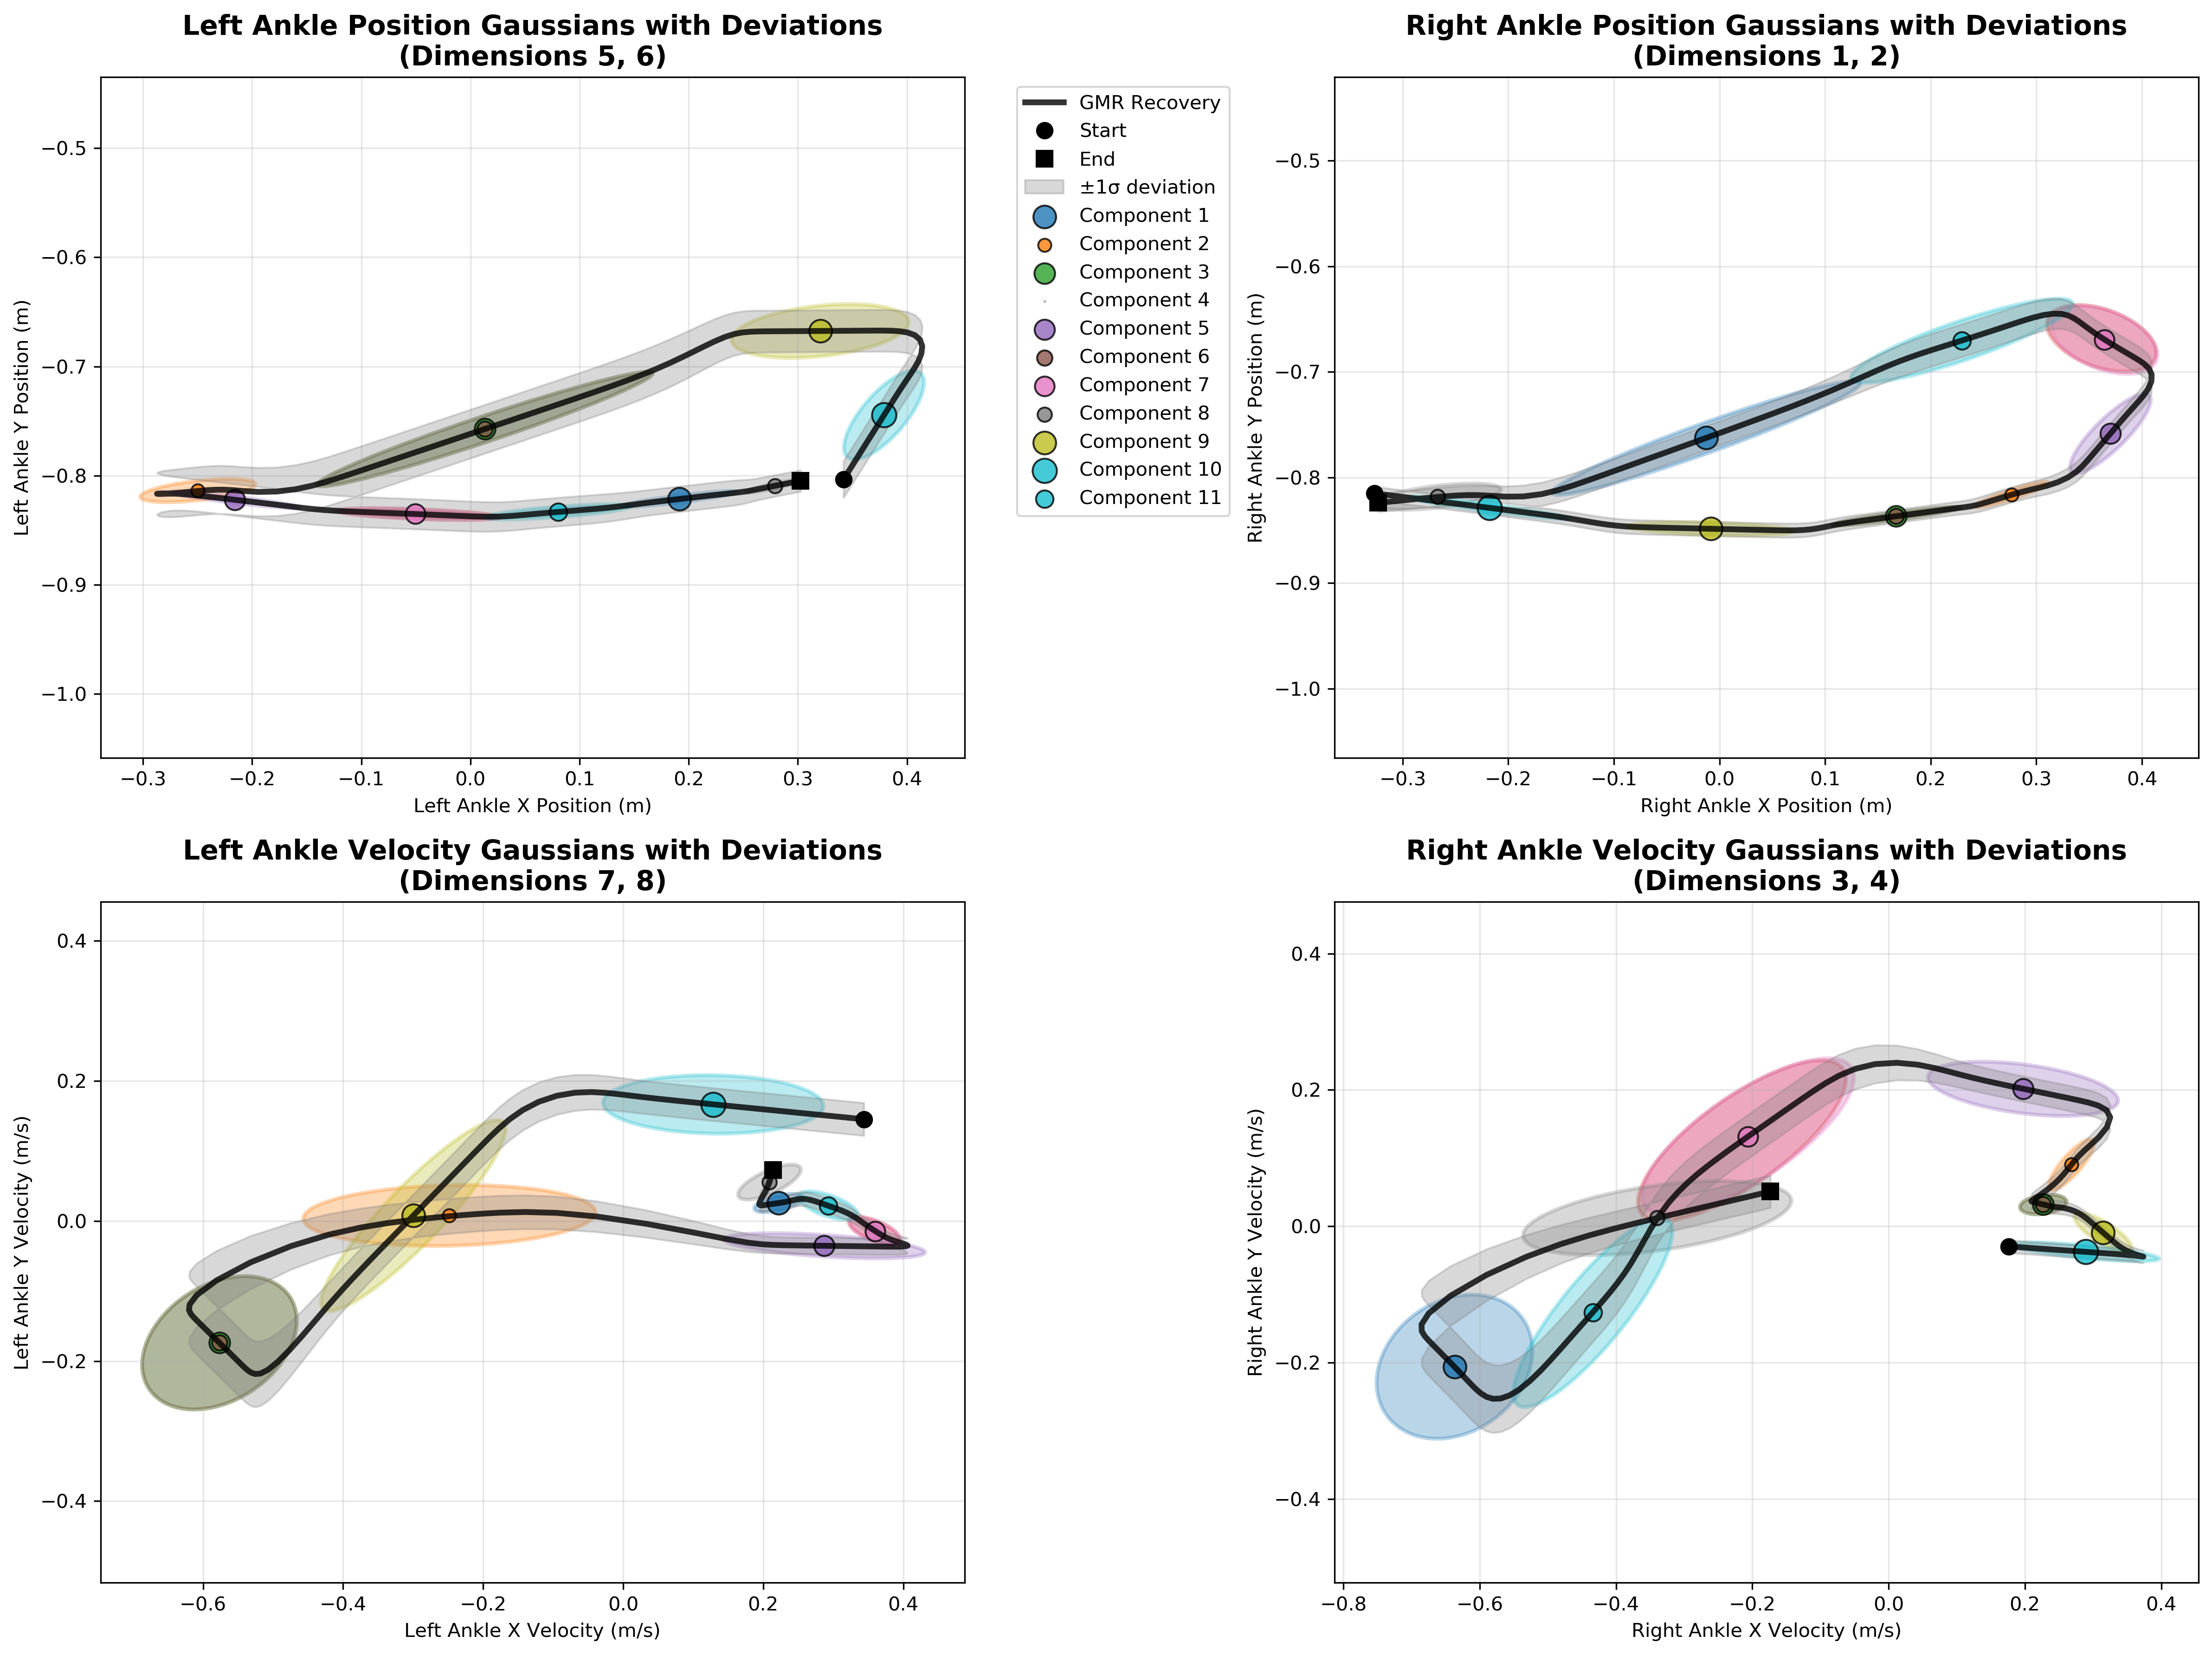 Left Ankle Position Gaussians with Deviations
(Dimensions 5, 6)
Left Ankle Y Position (m)
−0.5
−0.6
−0.7
−0.8
−0.9
−1.0
−0.3
−0.2
−0.1
0.0
0.1
0.2
0.3
0.4
Left Ankle X Position (m)
GMR Recovery
Start
End
±1σ deviation
Component 1
Component 2
Component 3
Component 4
Component 5
Component 6
Component 7
Component 8
Component 9
Component 10
Component 11
Right Ankle Position Gaussians with Deviations
(Dimensions 1, 2)
Right Ankle Y Position (m)
−0.5
−0.6
−0.7
−0.8
−0.9
−1.0
−0.3
−0.2
−0.1
0.0
0.1
0.2
0.3
0.4
Right Ankle X Position (m)
Left Ankle Velocity Gaussians with Deviations
(Dimensions 7, 8)
Left Ankle Y Velocity (m/s)
0.4
0.2
0.0
−0.2
−0.4
−0.6
−0.4
−0.2
0.0
0.2
0.4
Left Ankle X Velocity (m/s)
Right Ankle Velocity Gaussians with Deviations
(Dimensions 3, 4)
Right Ankle Y Velocity (m/s)
0.4
0.2
0.0
−0.2
−0.4
−0.8
−0.6
−0.4
−0.2
0.0
0.2
0.4
Right Ankle X Velocity (m/s)